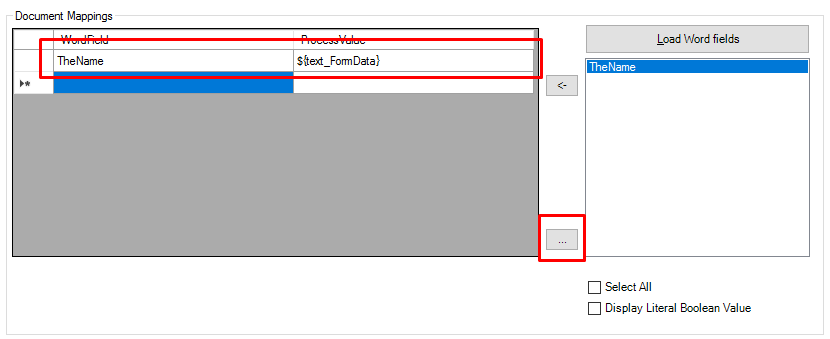 Document Mappings
WordField ProcessValue
TheName ${text_FormData}
Load Word fields
TheName
<-
...
Select All
Display Literal Boolean Value